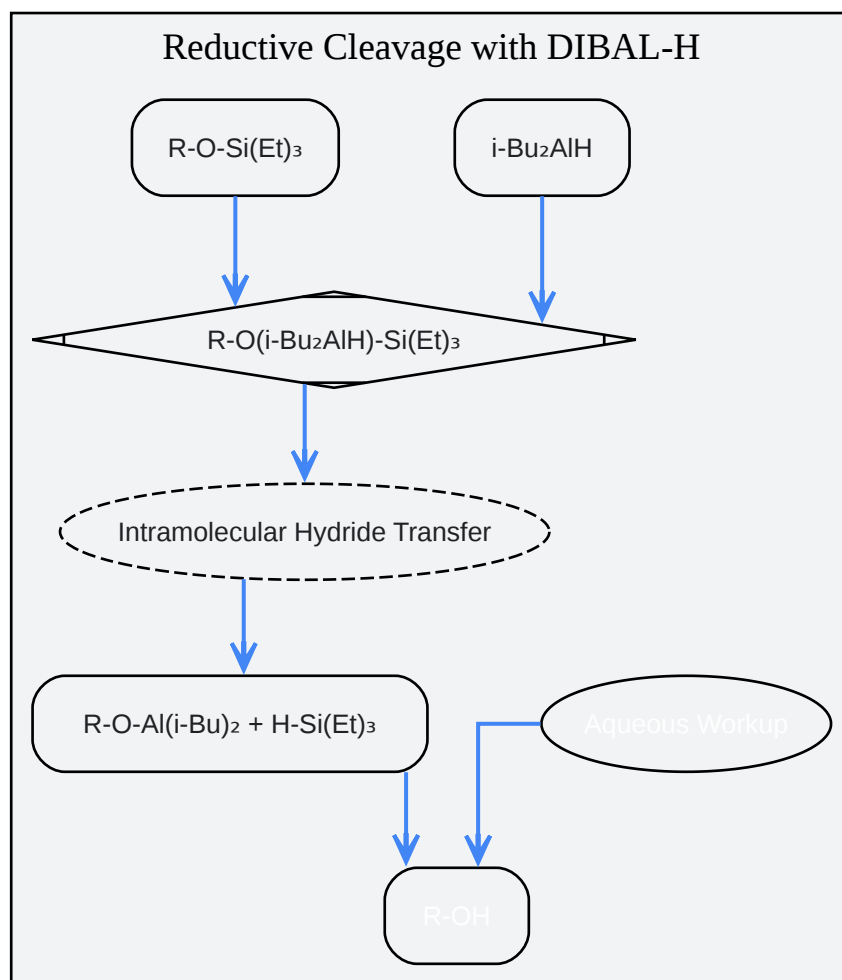 Reductive Cleavage with DIBAL-H
R-O-Si(Et)₃
i-Bu₂AlH
R-O(i-Bu₂AlH)-Si(Et)₃
Intramolecular Hydride Transfer
R-O-Al(i-Bu)₂ + H-Si(Et)₃
Aqueous Workup
R-OH